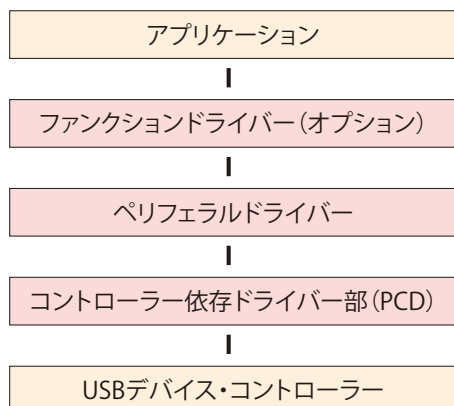 アプリケーション
ファンクションドライバー（オプション）
ペリフェラルドライバー
コントローラー依存ドライバー部（PCD）
USBデバイス・コントローラー